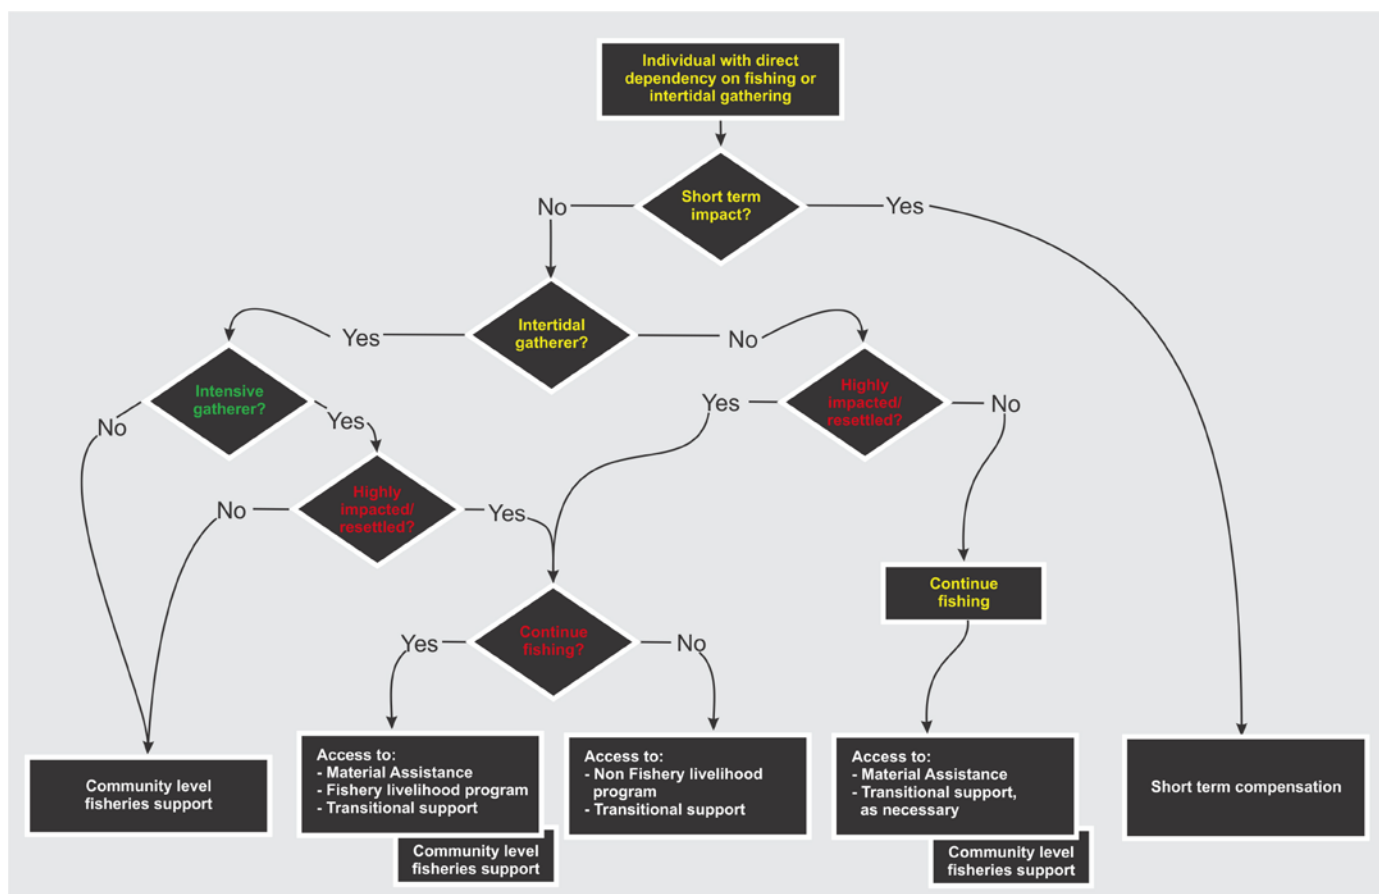 Individual with direct
dependency on fishing or
intertidal gathering
Short term
impact?
No
Yes
Intertidal
gatherer?
Yes
No
Intensive
gatherer?
Highly
impacted/
resettled?
Yes
No
No
Yes
Highly
impacted/
resettled?
No
Yes
Continue
fishing
Continue
fishing?
Yes
No
Community level
fisheries support
Access to:
- Material Assistance
- Fishery livelihood program
- Transitional support
Community level
fisheries support
Access to:
- Non Fishery livelihood
program
- Transitional support
Access to:
- Material Assistance
- Transitional support,
as necessary
Community level
fisheries support
Short term compensation